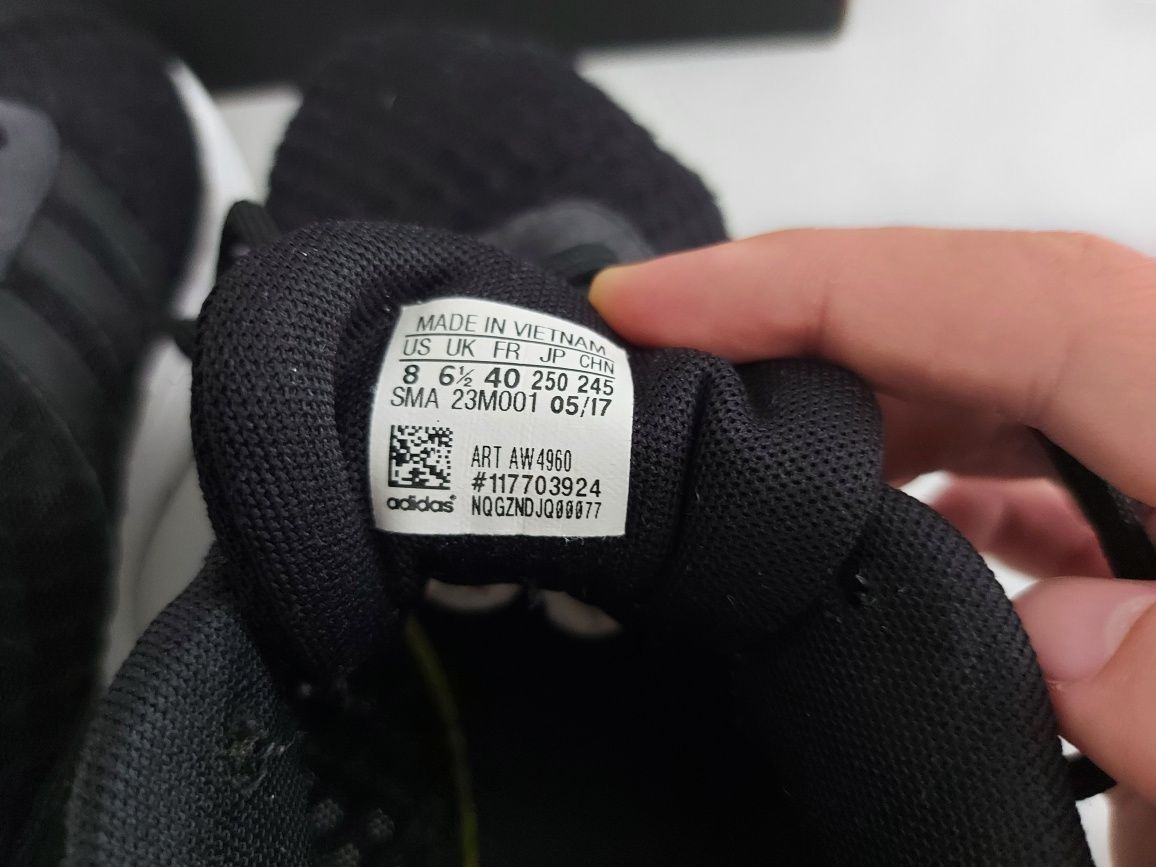 MADE IN VIETNAM
US UK FR JP CHN
8 6½ 40 250 245
SMA 23M001 05/17
ART AW4960
#117703924
adidas® NQGZNDJQ00077